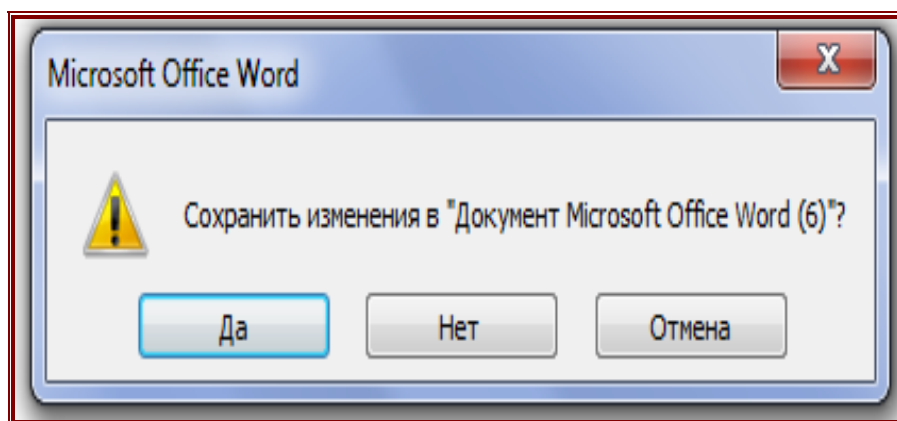 Microsoft Office Word
X
Сохранить изменения в "Документ Microsoft Office Word (6)"?
Да
Нет
Отмена